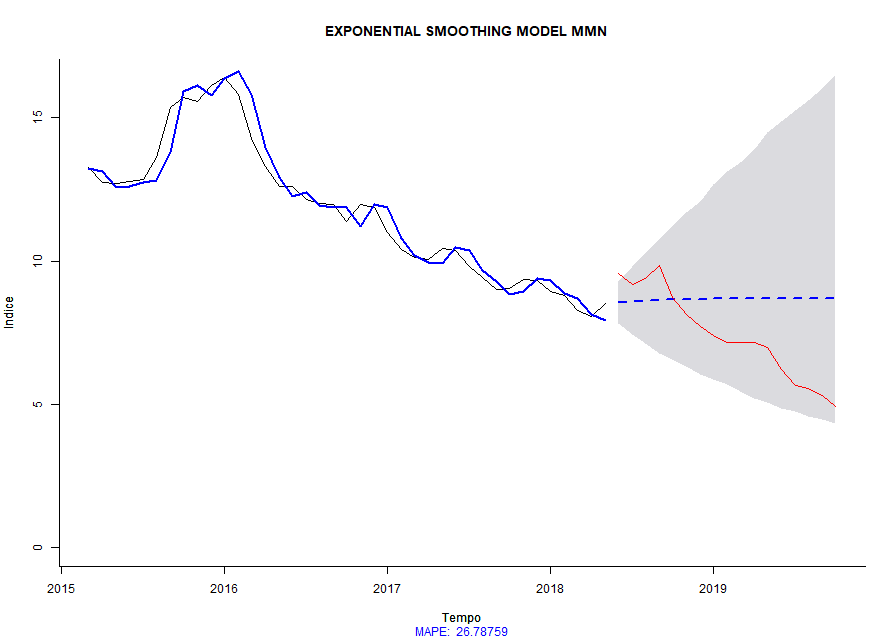 EXPONENTIAL SMOOTHING MODEL MMN
15
10
5
0
Indice
2015 2016 2017 2018 2019
Tempo
MAPE: 26.78759